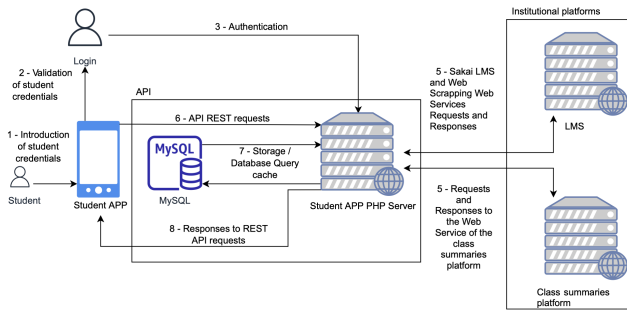 Institutional platforms
3 - Authentication
Login
2 - Validation
of student
credentials
5 - Sakai LMS
and Web
Scrapping Web
Services
Requests and
Responses
API
6 - API REST requests
LMS
1 - Introduction
of student
credentials
MySQL
7 - Storage /
Database Query
cache
Student
Student APP
MySQL
Student APP PHP Server
5 - Requests
and
Responses to
the Web
Service of the
class
summaries
platform
8 - Responses to REST
API requests
Class summaries
platform